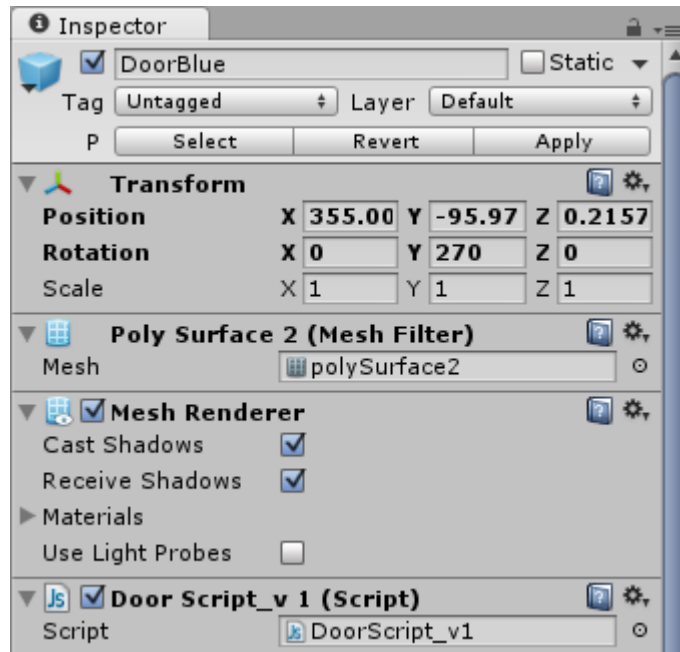 Inspector
DoorBlue Static
Tag Untagged Layer Default
P Select Revert Apply
Transform
Position X 355.00 Y -95.97 Z 0.2157
Rotation X 0 Y 270 Z 0
Scale X 1 Y 1 Z 1
Poly Surface 2 (Mesh Filter)
Mesh polySurface2
Mesh Renderer
Cast Shadows
Receive Shadows
Materials
Use Light Probes
Js Door Script_v 1 (Script)
Script DoorScript_v1